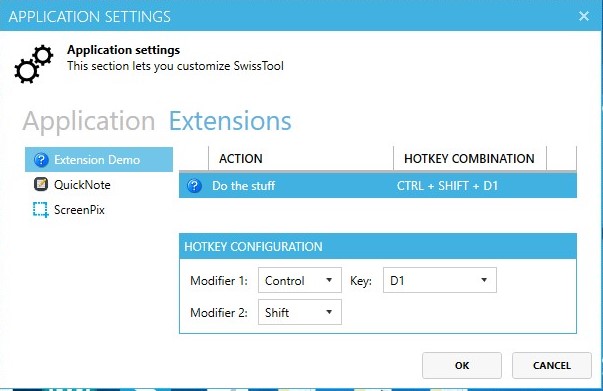 APPLICATION SETTINGS
Application settings
This section lets you customize SwissTool
Application Extensions
Extension Demo
QuickNote
ScreenPix
ACTION HOTKEY COMBINATION
Do the stuff CTRL + SHIFT + D1
HOTKEY CONFIGURATION
Modifier 1: Control Key: D1
Modifier 2: Shift
OK CANCEL